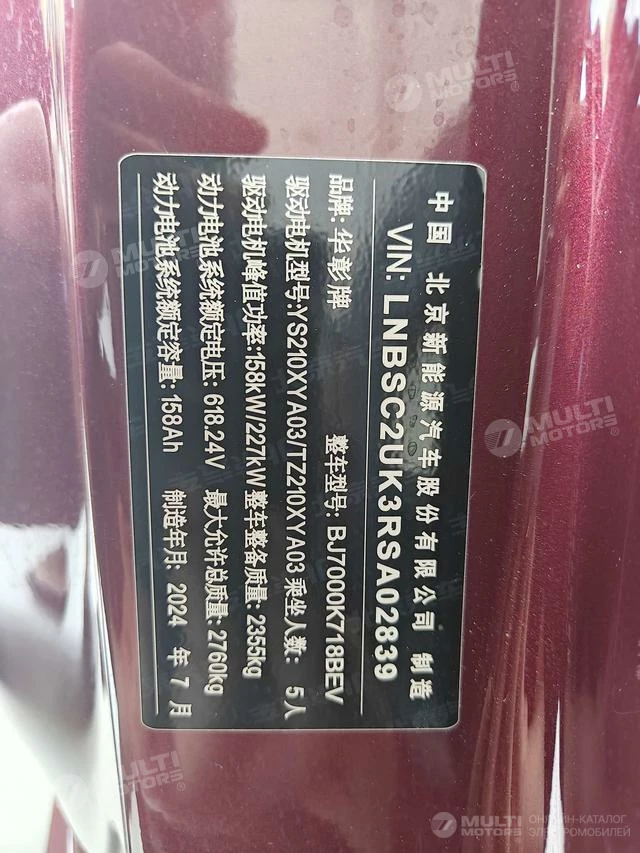 中国 北京新能源汽车股份有限公司 制造
VIN: LNBSC2UK3RSA02839
品牌: 华彰牌 整车型号: BJ7000K718BEV
驱动电机型号:YS210XYA03/TZ210XYA03 乘坐人数: 5人
驱动电机峰值功率:158kW/227kW 整车整备质量: 2355kg
动力电池系统额定电压: 618.24V 最大允许总质量: 2760kg
动力电池系统额定容量: 158Ah 制造年月: 2024 年 7 月
MULTI
MOTORS®
MULTI
MOTORS®
MULTI
MOTORS®
MULTI
MOTORS®
MULTI
MOTORS®
ОНЛАЙН-КАТАЛОГ
ЭЛЕКТРОМОБИЛЕЙ